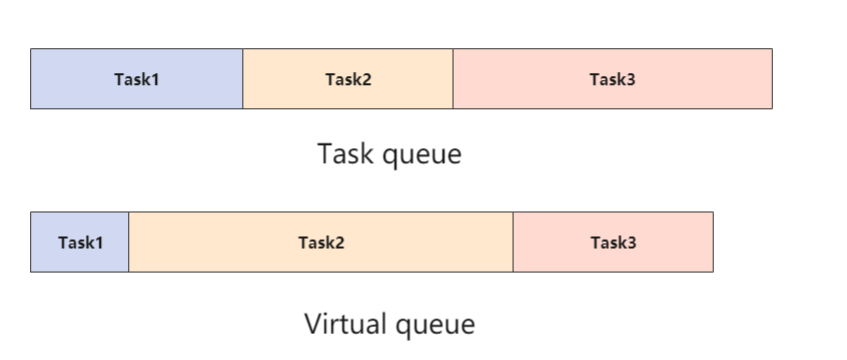 Task1 Task2 Task3
Task queue
Task1 Task2 Task3
Virtual queue